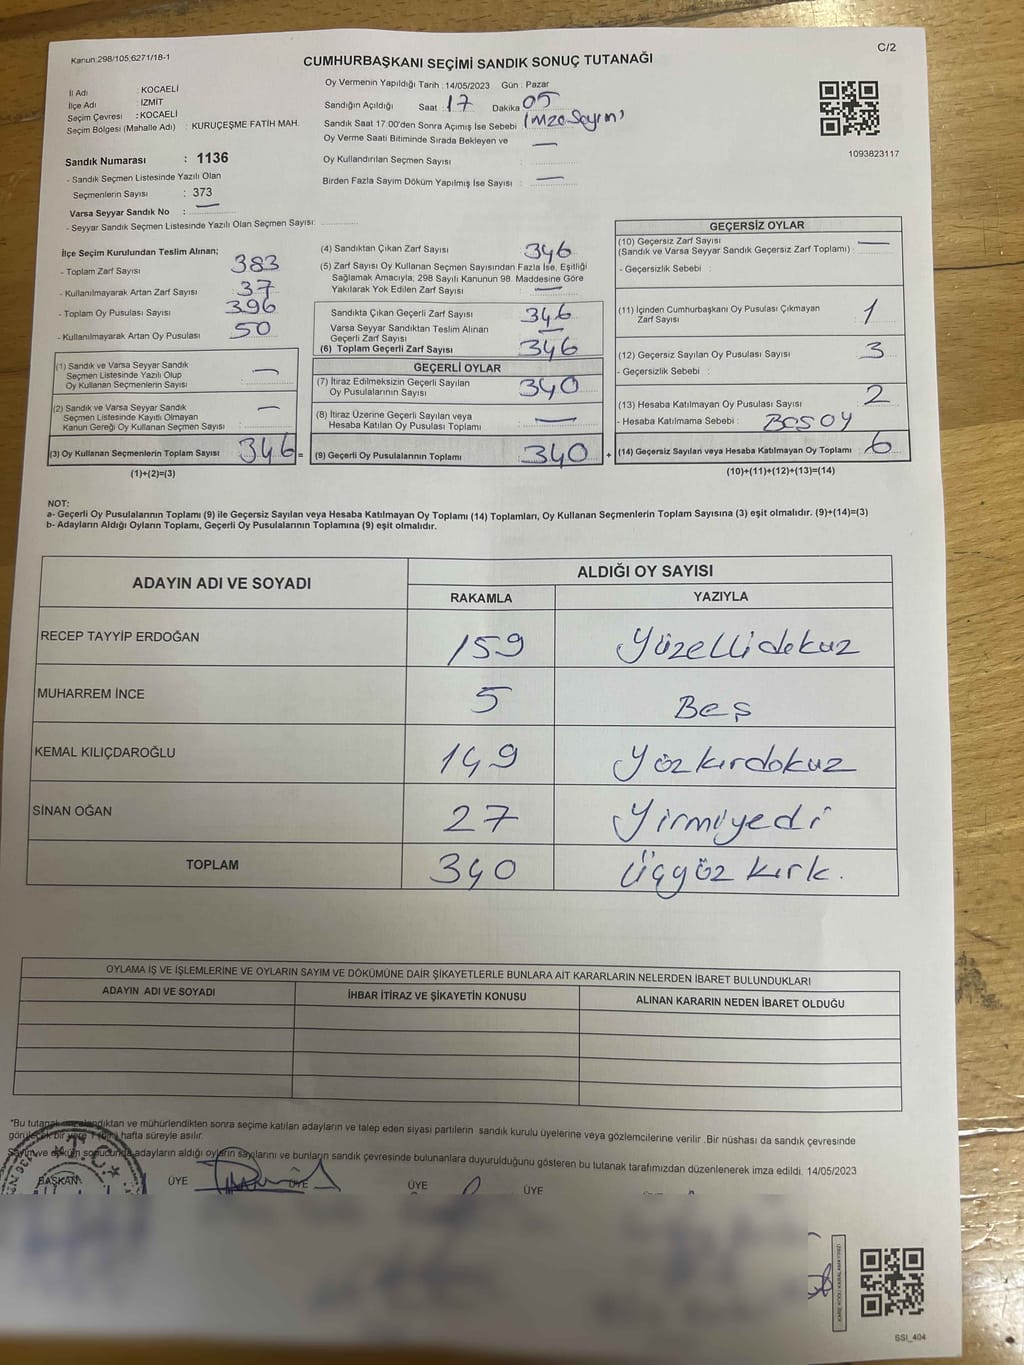 Kanun:298/105;6271/18-1
C/2
CUMHURBAŞKANI SEÇİMİ SANDIK SONUÇ TUTANAĞI
İl Adı : KOCAELİ
İlçe Adı : İZMİT
Seçim Çevresi : KOCAELİ
Seçim Bölgesi (Mahalle Adı) : KURUÇEŞME FATİH MAH.
Sandık Numarası : 1136
- Sandık Seçmen Listesinde Yazılı Olan
Seçmenlerin Sayısı : 373
Varsa Seyyar Sandık No : —
- Seyyar Sandık Seçmen Listesinde Yazılı Olan Seçmen Sayısı:
Oy Vermenin Yapıldığı Tarih : 14/05/2023 Gün : Pazar
Sandığın Açıldığı Saat 17 Dakika 05
Sandık Saat 17.00'den Sonra Açımış İse Sebebi
Oy Verme Saati Bitiminde Sırada Bekleyen ve —
Oy Kullandırılan Seçmen Sayısı :
Birden Fazla Sayım Döküm Yapılmış İse Sayısı : —
1093823117
İlçe Seçim Kurulundan Teslim Alınan;
- Toplam Zarf Sayısı : 383
- Kullanılmayarak Artan Zarf Sayısı : 37
- Toplam Oy Pusulası Sayısı : 396
- Kullanılmayarak Artan Oy Pusulası : 50
(1) Sandık ve Varsa Seyyar Sandık
Seçmen Listesinde Yazılı Olup
Oy Kullanan Seçmenlerin Sayısı : —
(2) Sandık ve Varsa Seyyar Sandık
Seçmen Listesinde Kayıtlı Olmayan
Kanun Gereği Oy Kullanan Seçmen Sayısı : —
(3) Oy Kullanan Seçmenlerin Toplam Sayısı : 346 =
(1)+(2)=(3)
(4) Sandıktan Çıkan Zarf Sayısı : 346
(5) Zarf Sayısı Oy Kullanan Seçmen Sayısından Fazla İse, Eşitliği
Sağlamak Amacıyla; 298 Sayılı Kanunun 98. Maddesine Göre
Yakılarak Yok Edilen Zarf Sayısı : —
Sandıkta Çıkan Geçerli Zarf Sayısı : 346
Varsa Seyyar Sandıktan Teslim Alınan
Geçerli Zarf Sayısı : —
(6) Toplam Geçerli Zarf Sayısı : 346
GEÇERLİ OYLAR
(7) İtiraz Edilmeksizin Geçerli Sayılan
Oy Pusulalarının Sayısı : 340
(8) İtiraz Üzerine Geçerli Sayılan veya
Hesaba Katılan Oy Pusulası Toplamı : —
(9) Geçerli Oy Pusulalarının Toplamı : 340 +
GEÇERSİZ OYLAR
(10) Geçersiz Zarf Sayısı : —
(Sandık ve Varsa Seyyar Sandık Geçersiz Zarf Toplamı)
- Geçersizlik Sebebi :
(11) İçinden Cumhurbaşkanı Oy Pusulası Çıkmayan
Zarf Sayısı : 1
(12) Geçersiz Sayılan Oy Pusulası Sayısı : 3
- Geçersizlik Sebebi :
(13) Hesaba Katılmayan Oy Pusulası Sayısı : 2
- Hesaba Katılmama Sebebi : BOŞ OY
(14) Geçersiz Sayılan veya Hesaba Katılmayan Oy Toplamı : 6
(10)+(11)+(12)+(13)=(14)
NOT:
a- Geçerli Oy Pusulalarının Toplamı (9) ile Geçersiz Sayılan veya Hesaba Katılmayan Oy Toplamı (14) Toplamları, Oy Kullanan Seçmenlerin Toplam Sayısına (3) eşit olmalıdır. (9)+(14)=(3)
b- Adayların Aldığı Oyların Toplamı, Geçerli Oy Pusulalarının Toplamına (9) eşit olmalıdır.
ADAYIN ADI VE SOYADI
ALDIĞI OY SAYISI
RAKAMLA YAZIYLA
RECEP TAYYİP ERDOĞAN 159 Yüzellidokuz
MUHARREM İNCE 5 Beş
KEMAL KILIÇDAROĞLU 149 Yözkırdokuz
SİNAN OĞAN 27 Yirmiyedi
TOPLAM 340 Üçyöz kırk.
OYLAMA İŞ VE İŞLEMLERİNE VE OYLARIN SAYIM VE DÖKÜMÜNE DAİR ŞİKAYETLERLE BUNLARA AİT KARARLARIN NELERDEN İBARET BULUNDUKLARI
ADAYIN ADI VE SOYADI İHBAR İTİRAZ VE ŞİKAYETİN KONUSU ALINAN KARARIN NEDEN İBARET OLDUĞU
"Bu tutanak imzalandıktan ve mühürlendikten sonra seçime katılan adayların ve talep eden siyasi partilerin sandık kurulu üyelerine veya gözlemcilerine verilir. Bir nüshası da sandık çevresinde
görülecek bir yere 1 (bir) hafta süreyle asılır.
Sayım ve döküm sonucunda adayların aldığı oyların sayılarını ve bunların sandık çevresinde bulunanlara duyurulduğunu gösteren bu tutanak tarafımızdan düzenlenerek imza edildi. 14/05/2023
BAŞKAN ÜYE ÜYE ÜYE ÜYE
T.C.
SSI_404